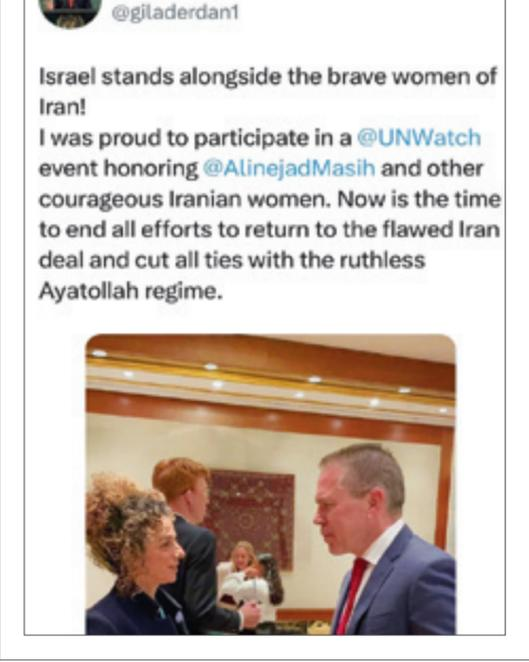 @giladerdan1
Israel stands alongside the brave women of
Iran!
I was proud to participate in a @UNWatch
event honoring @AlinejadMasih and other
courageous Iranian women. Now is the time
to end all efforts to return to the flawed Iran
deal and cut all ties with the ruthless
Ayatollah regime.